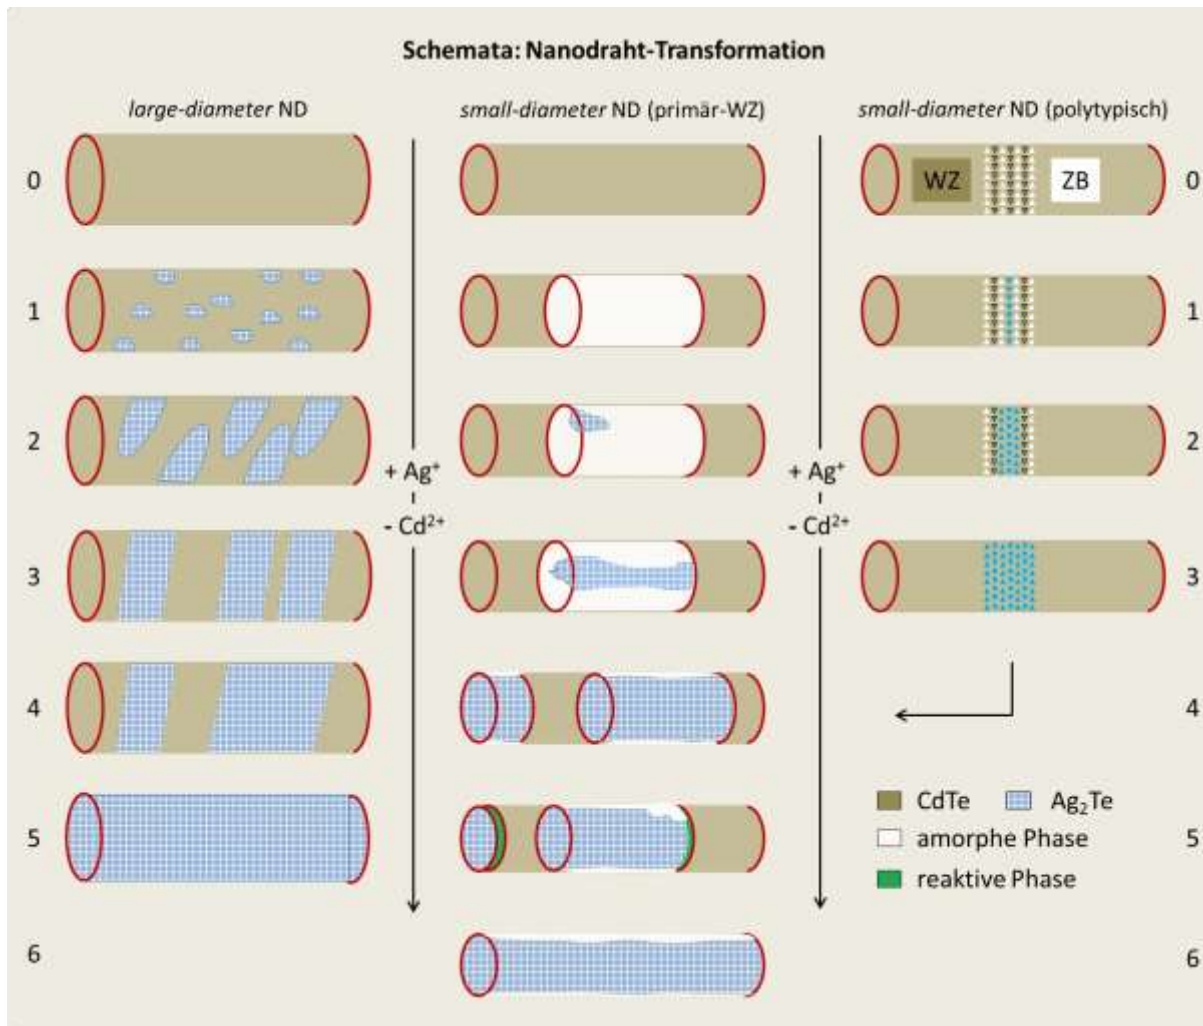 Schemata: Nanodraht-Transformation
large-diameter ND
small-diameter ND (primär-WZ)
small-diameter ND (polytypisch)
0
WZ
ZB
0
1
1
2
+ Ag⁺
- Cd²⁺
+ Ag⁺
- Cd²⁺
2
3
3
4
4
5
CdTe
Ag₂Te
amorphe Phase
reaktive Phase
5
6
6